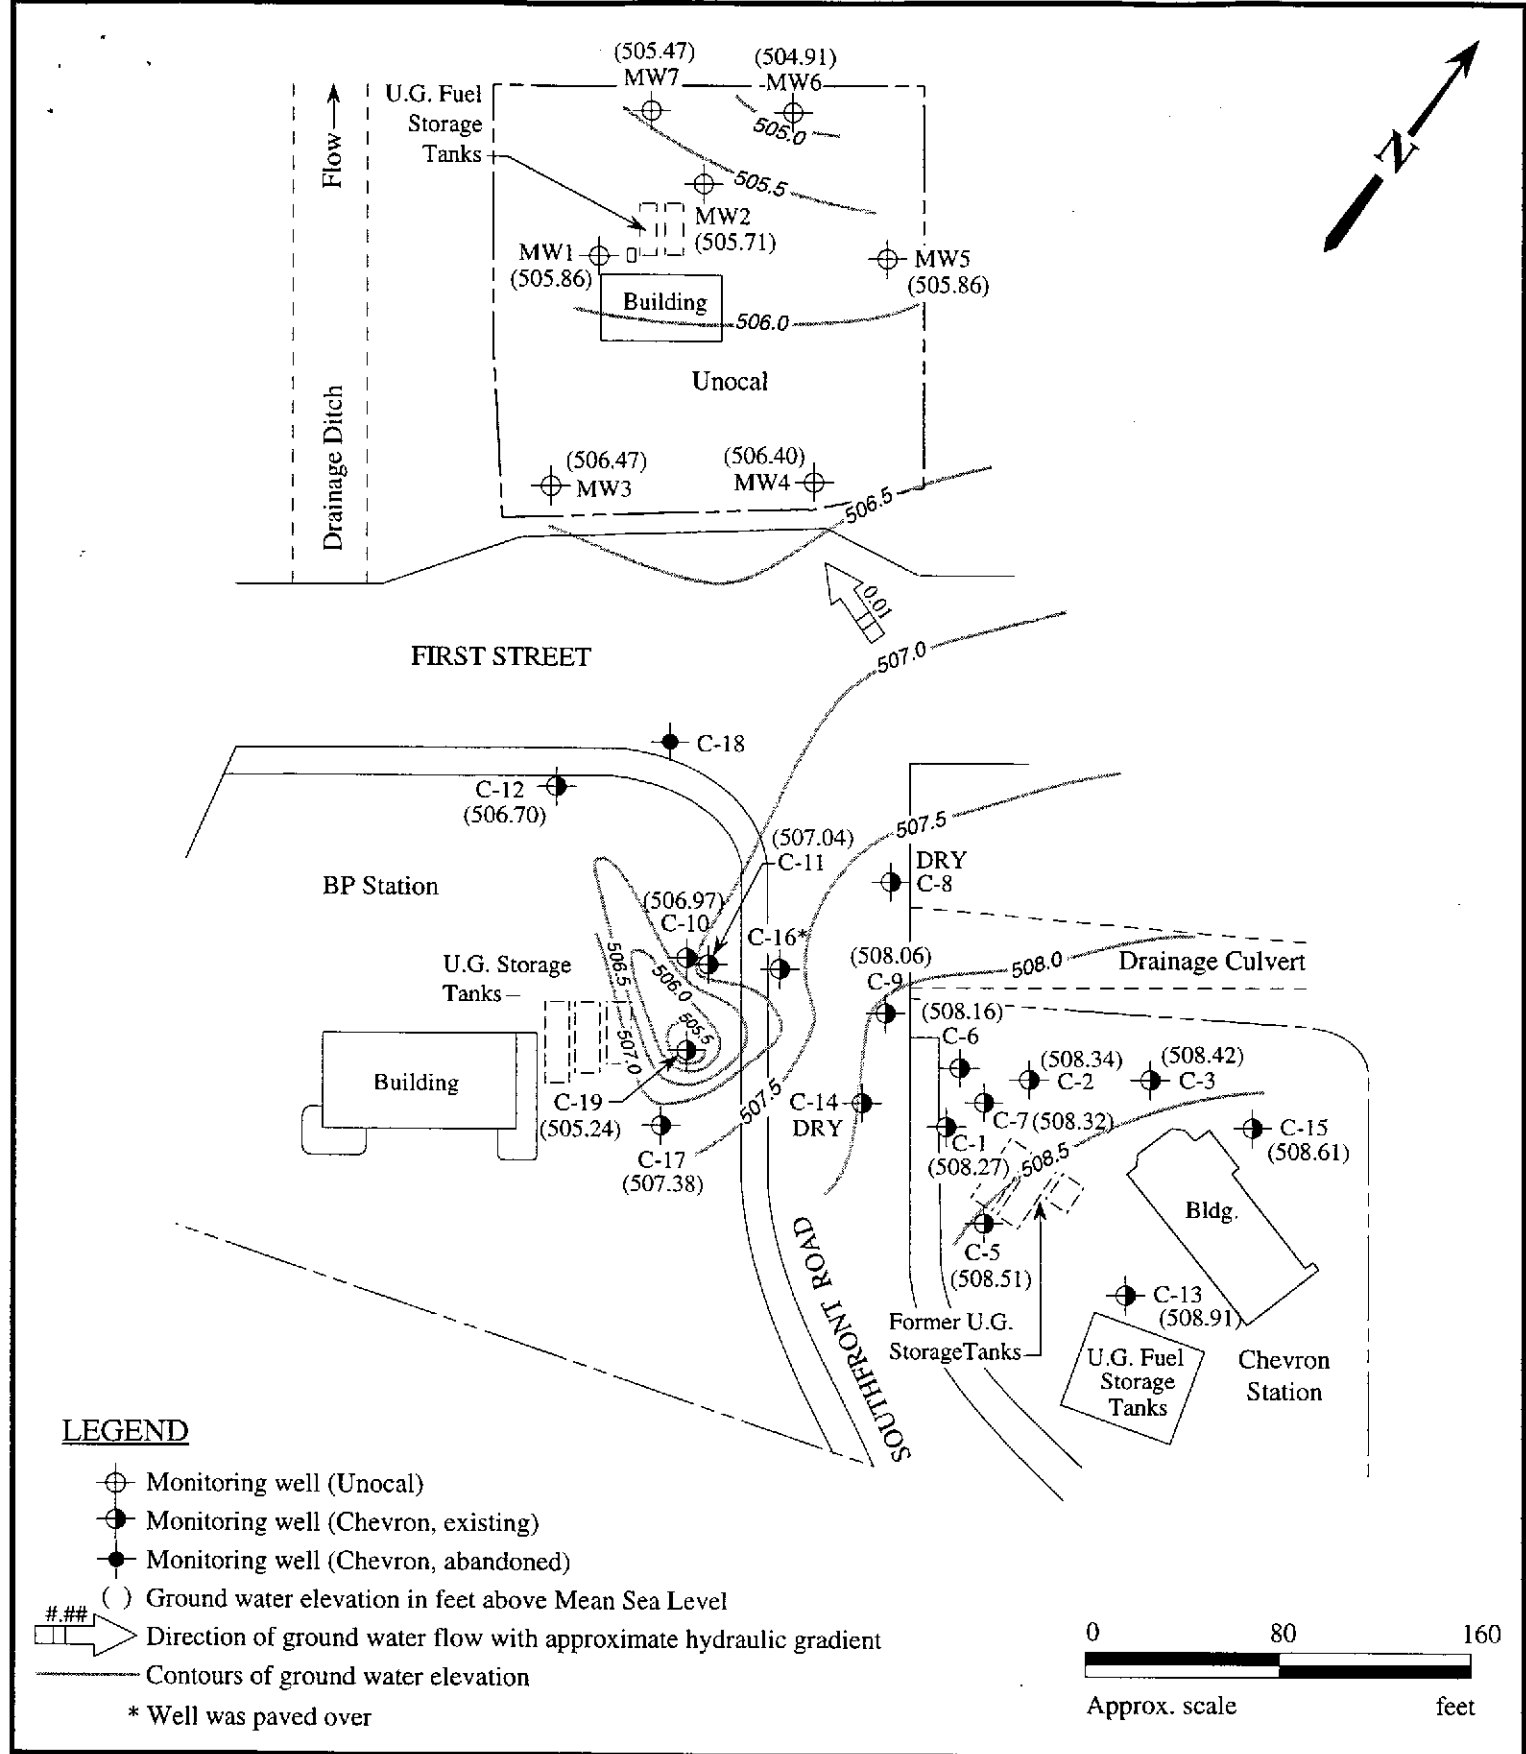 (505.47)
MW7
(504.91)
MW6
U.G. Fuel
Storage
Tanks
Flow
N
505.0
505.5
MW2
(505.71)
MW1
(505.86)
MW5
(505.86)
Building
506.0
Unocal
Drainage Ditch
(506.47)
MW3
(506.40)
MW4
506.5
0.01
FIRST STREET
507.0
C-18
C-12
(506.70)
507.5
(507.04)
C-11
DRY
C-8
BP Station
(506.97)
C-10
C-16*
(508.06)
C-9
508.0
Drainage Culvert
U.G. Storage
Tanks
506.5
506.0
505.5
507.0
(508.16)
C-6
(508.34)
C-2
(508.42)
C-3
Building
C-19
(505.24)
507.5
C-14
DRY
C-7 (508.32)
C-1
(508.27)
508.5
C-15
(508.61)
C-17
(507.38)
Bldg.
C-5
(508.51)
SOUTHFRONT ROAD
C-13
(508.91)
Former U.G.
StorageTanks
U.G. Fuel
Storage
Tanks
Chevron
Station
LEGEND
Monitoring well (Unocal)
Monitoring well (Chevron, existing)
Monitoring well (Chevron, abandoned)
( ) Ground water elevation in feet above Mean Sea Level
#.##
Direction of ground water flow with approximate hydraulic gradient
Contours of ground water elevation
* Well was paved over
0 80 160
Approx. scale feet